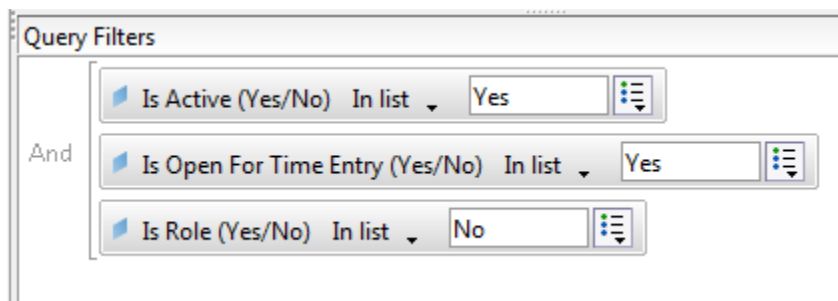 Query Filters
Is Active (Yes/No) In list Yes
And
Is Open For Time Entry (Yes/No) In list Yes
Is Role (Yes/No) In list No